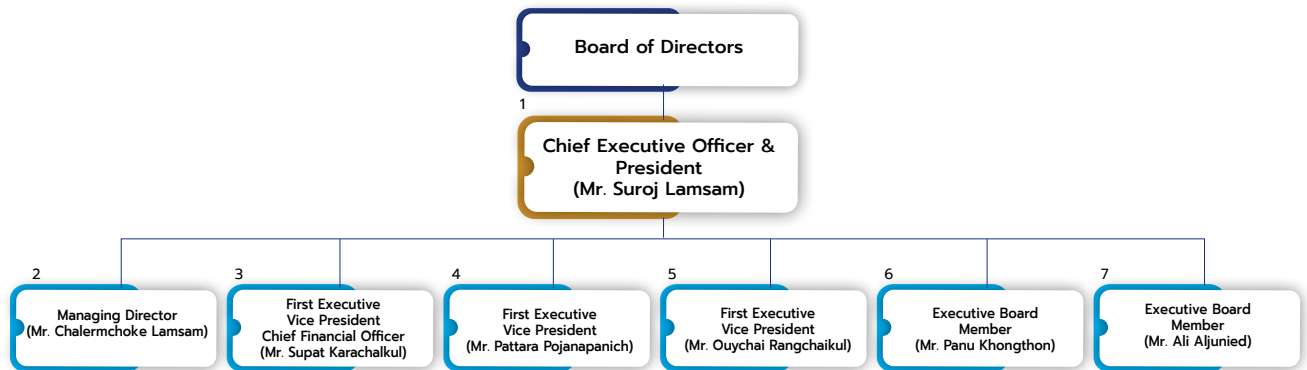 Board of Directors
1
Chief Executive Officer &
President
(Mr. Suroj Lamsam)
2
Managing Director
(Mr. Chalermchoke Lamsam)
3
First Executive
Vice President
Chief Financial Officer
(Mr. Supat Karachalkul)
4
First Executive
Vice President
(Mr. Pattara Pojanapanich)
5
First Executive
Vice President
(Mr. Ouychai Rangchaikul)
6
Executive Board
Member
(Mr. Panu Khongthon)
7
Executive Board
Member
(Mr. Ali Aljunied)